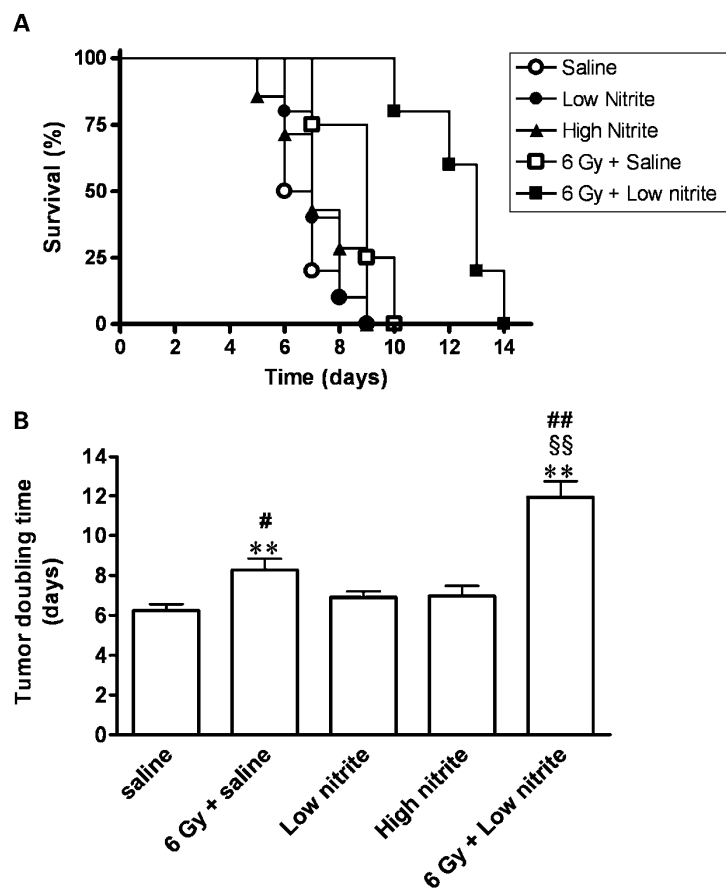 A
100
75
50
25
0
Survival (%)
0 2 4 6 8 10 12 14
Time (days)
Saline
Low Nitrite
High Nitrite
6 Gy + Saline
6 Gy + Low nitrite
B
14
12
10
8
6
4
2
0
Tumor doubling time
(days)
#
**
##
§§
**
saline
6 Gy + saline
Low nitrite
High nitrite
6 Gy + Low nitrite